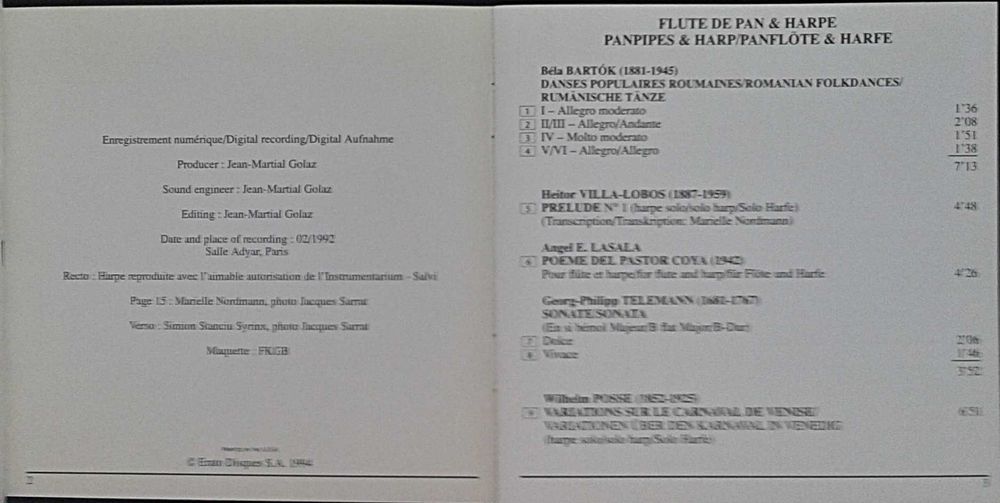 Enregistrement numérique/Digital recording/Digital Aufnahme
Producer : Jean-Martial Golaz
Sound engineer : Jean-Martial Golaz
Editing : Jean-Martial Golaz
Date and place of recording : 02/1992
Salle Adyar, Paris
Recto : Harpe reproduite avec l'aimable autorisation de l'Instrumentarium - Salvi
Page 15 : Marielle Nordmann, photo Jacques Sarrat
Verso : Simion Stanciu Syrinx, photo Jacques Sarrat
Maquette : FKGB
© Erato Disques S.A. 1994
2
FLUTE DE PAN & HARPE
PANPIPES & HARP/PANFLÖTE & HARFE
Béla BARTÓK (1881-1945)
DANSES POPULAIRES ROUMAINES/ROMANIAN FOLKDANCES/
RUMÄNISCHE TÄNZE
1 I – Allegro moderato 1'36
2 II/III – Allegro/Andante 2'08
3 IV – Molto moderato 1'51
4 V/VI – Allegro/Allegro 1'38
7'13
Heitor VILLA-LOBOS (1887-1959)
5 PRELUDE N° 1 (harpe solo/solo harp/Solo Harfe) 4'48
(Transcription/Transkription: Marielle Nordmann)
Angel E. LASALA
6 POEME DEL PASTOR COYA (1942)
Pour flûte et harpe/for flute and harp/für Flöte und Harfe 4'26
Georg-Philipp TELEMANN (1681-1767)
SONATE/SONATA
(En si bémol Majeur/B flat Major/B-Dur)
7 Dolce 2'06
8 Vivace 1'46
3'52
Wilhelm POSSE (1852-1925)
9 VARIATIONS SUR LE CARNAVAL DE VENISE/ 6'51
VARIATIONEN ÜBER DEN KARNAVAL IN VENEDIG
(harpe solo/solo harp/Solo Harfe)
3